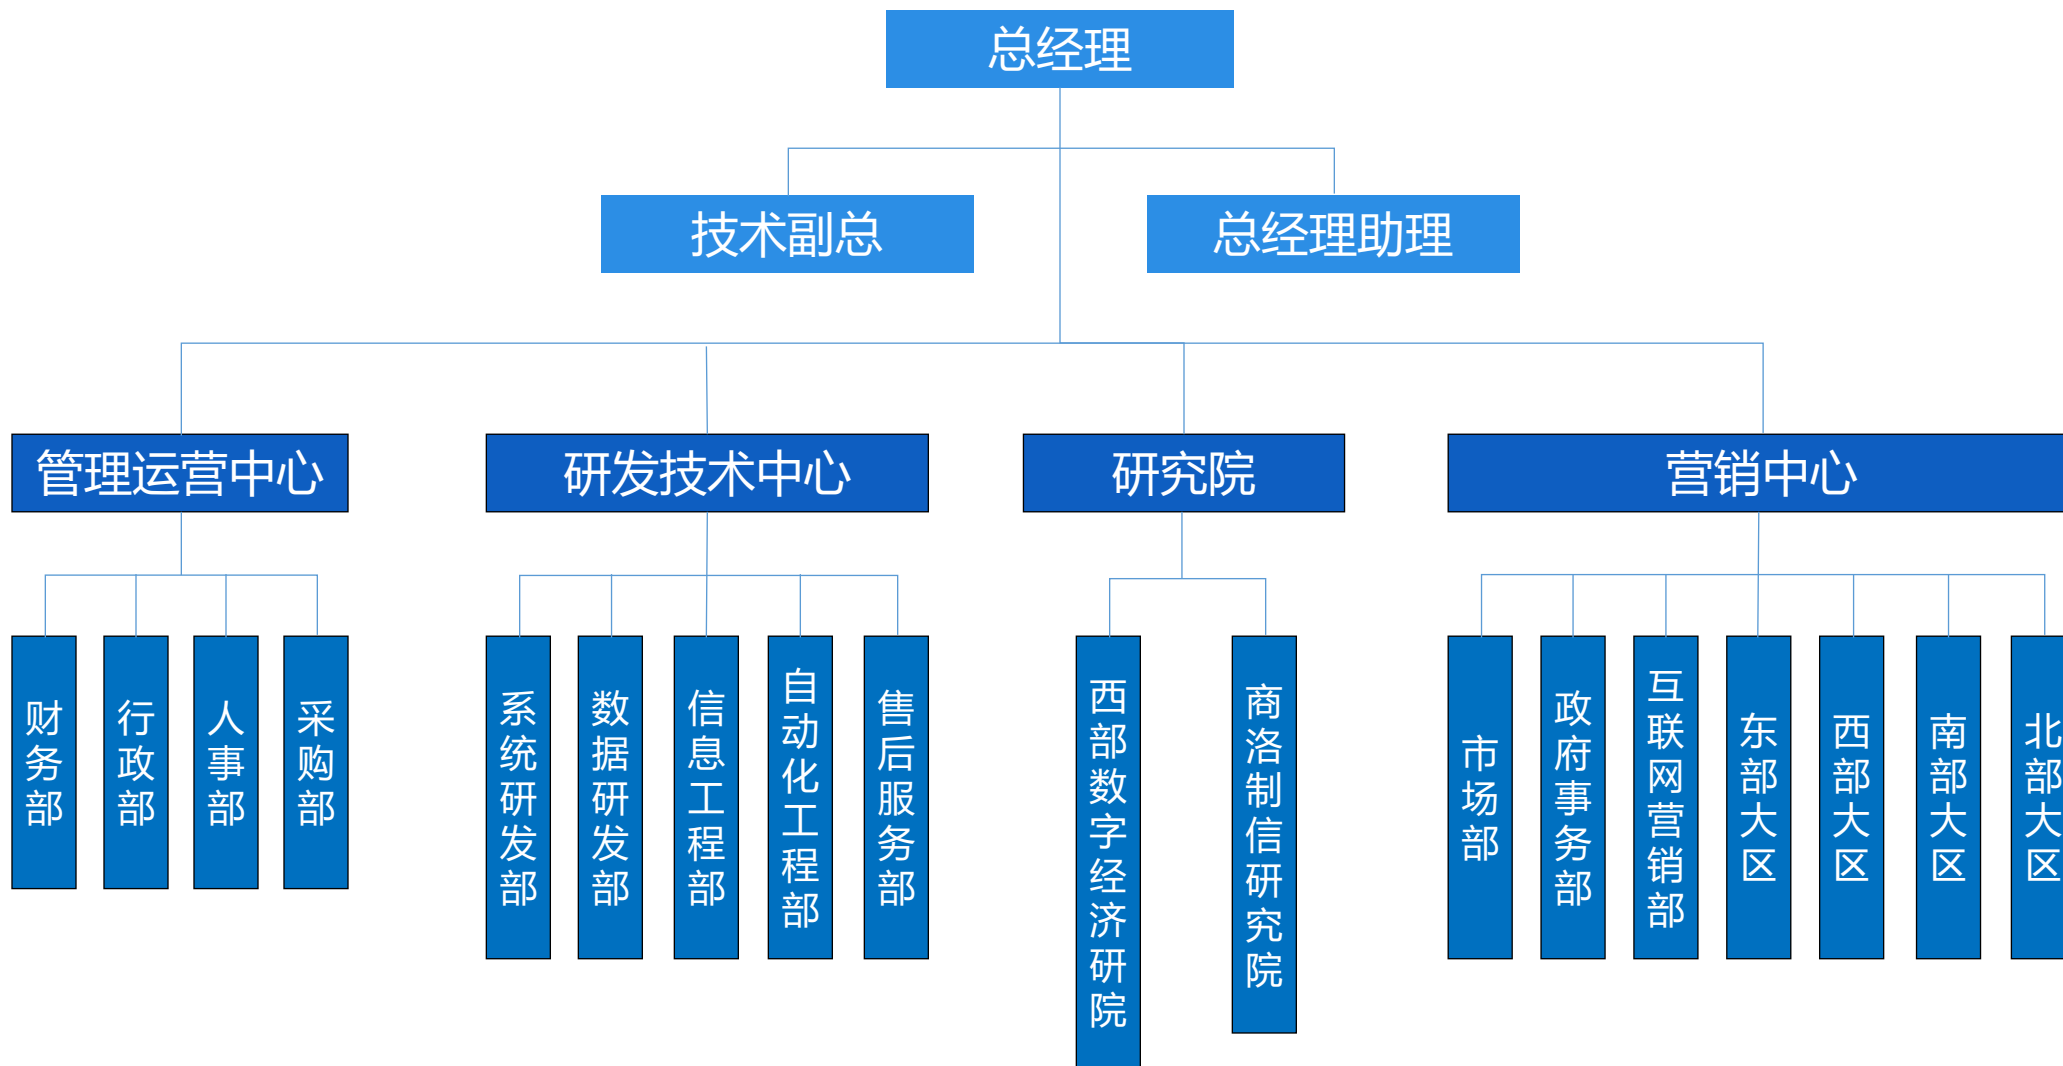 总经理
技术副总
总经理助理
管理运营中心
研发技术中心
研究院
营销中心
财务部
行政部
人事部
采购部
系统研发部
数据研发部
信息工程部
自动化工程部
售后服务部
西部数字经济研院
商洛制信研究院
市场部
政府事务部
互联网营销部
东部大区
西部大区
南部大区
北部大区